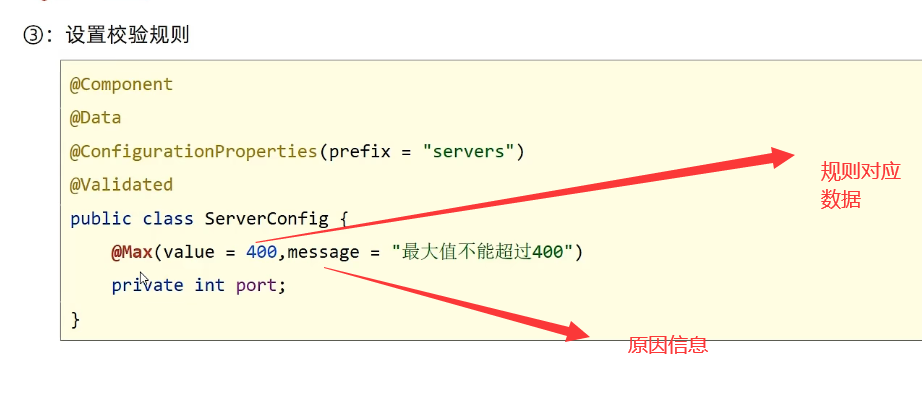 ③：设置校验规则
@Component
@Data
@ConfigurationProperties(prefix = "servers")
@Validated
public class ServerConfig {
@Max(value = 400,message = "最大值不能超过400")
private int port;
}
规则对应
数据
原因信息